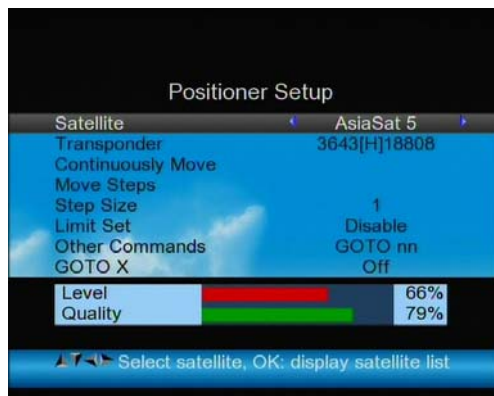 Positioner Setup
Satellite AsiaSat 5
Transponder 3643[H]18808
Continuously Move
Move Steps
Step Size 1
Limit Set Disable
Other Commands GOTO nn
GOTO X Off
Level 66%
Quality 79%
Select satellite, OK: display satellite list